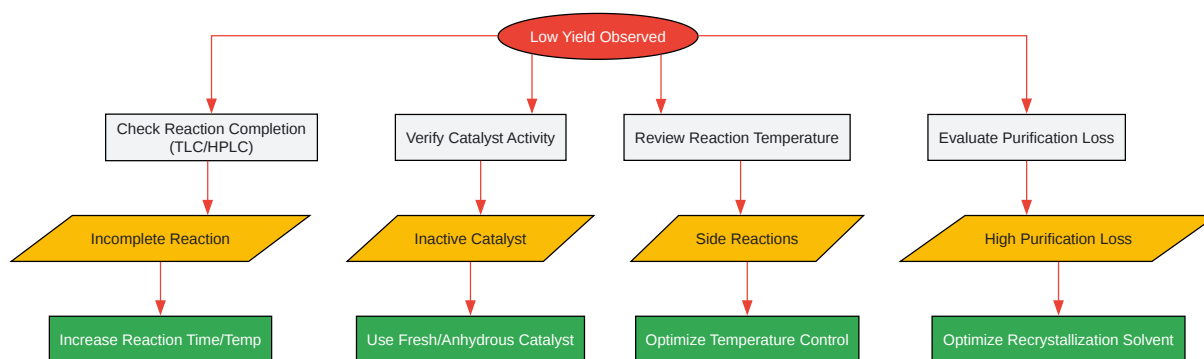 Low Yield Observed
Check Reaction Completion
(TLC/HPLC)
Verify Catalyst Activity
Review Reaction Temperature
Evaluate Purification Loss
Incomplete Reaction
Inactive Catalyst
Side Reactions
High Purification Loss
Increase Reaction Time/Temp
Use Fresh/Anhydrous Catalyst
Optimize Temperature Control
Optimize Recrystallization Solvent